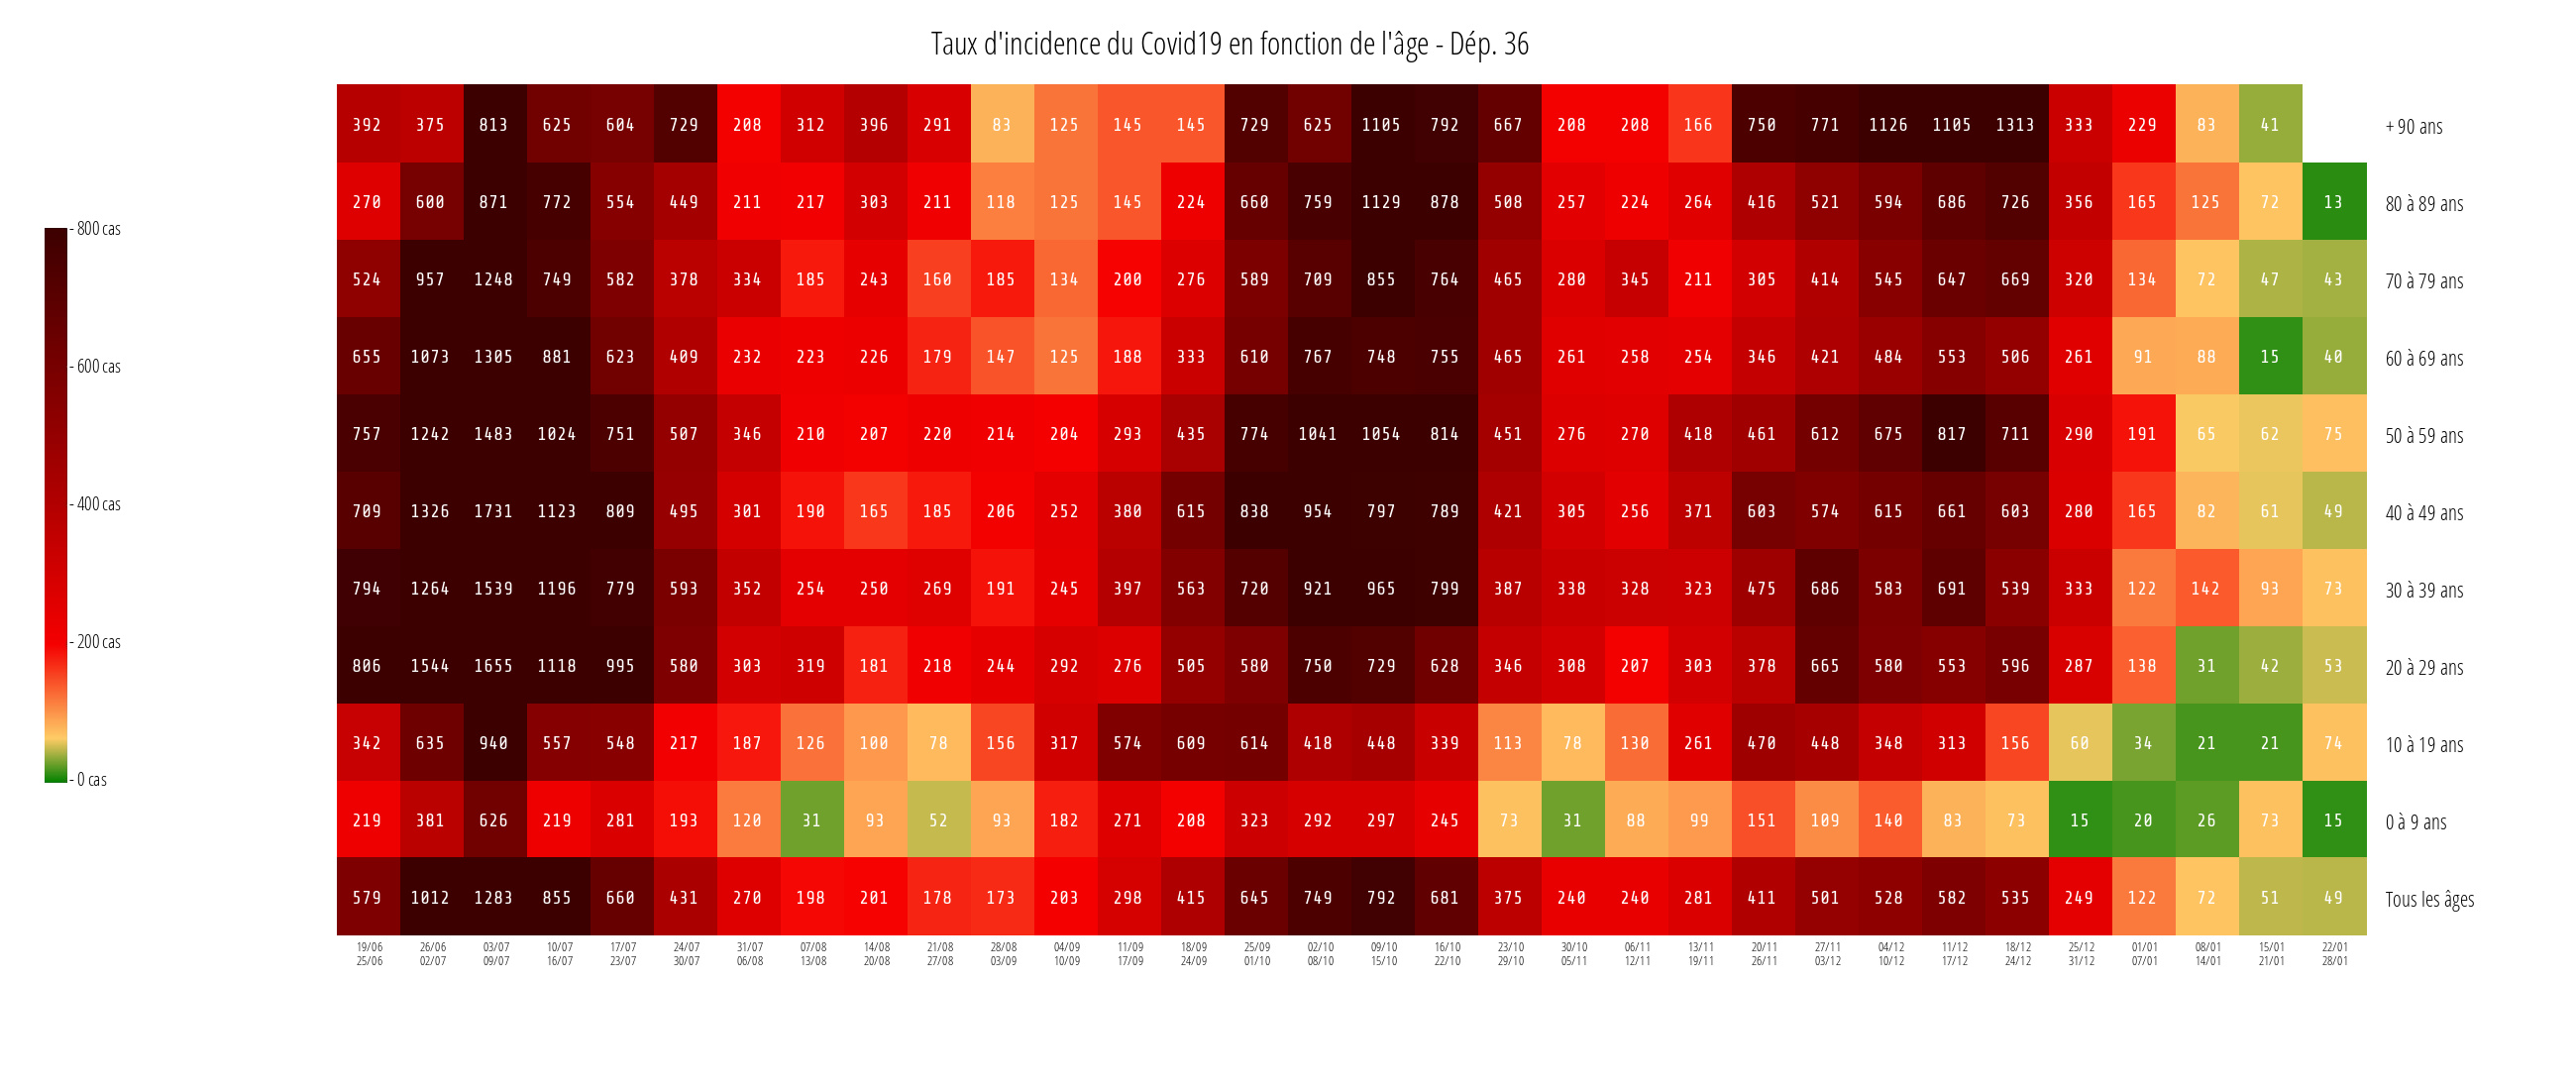 Taux d'incidence du Covid19 en fonction de l'âge - Dép. 36
392 375 813 625 604 729 208 312 396 291 83 125 145 145 729 625 1105 792 667 208 208 166 750 771 1126 1105 1313 333 229 83 41 + 90 ans
270 600 871 772 554 449 211 217 303 211 118 125 145 224 660 759 1129 878 508 257 224 264 416 521 594 686 726 356 165 125 72 13 80 à 89 ans
- 800 cas
524 957 1248 749 582 378 334 185 243 160 185 134 200 276 589 709 855 764 465 280 345 211 305 414 545 647 669 320 134 72 47 43 70 à 79 ans
655 1073 1305 881 623 409 232 223 226 179 147 125 188 333 610 767 748 755 465 261 258 254 346 421 484 553 506 261 91 88 15 40 60 à 69 ans
- 600 cas
757 1242 1483 1024 751 507 346 210 207 220 214 204 293 435 774 1041 1054 814 451 276 270 418 461 612 675 817 711 290 191 65 62 75 50 à 59 ans
- 400 cas
709 1326 1731 1123 809 495 301 190 165 185 206 252 380 615 838 954 797 789 421 305 256 371 603 574 615 661 603 280 165 82 61 49 40 à 49 ans
794 1264 1539 1196 779 593 352 254 250 269 191 245 397 563 720 921 965 799 387 338 328 323 475 686 583 691 539 333 122 142 93 73 30 à 39 ans
- 200 cas
806 1544 1655 1118 995 580 303 319 181 218 244 292 276 505 580 750 729 628 346 308 207 303 378 665 580 553 596 287 138 31 42 53 20 à 29 ans
342 635 940 557 548 217 187 126 100 78 156 317 574 609 614 418 448 339 113 78 130 261 470 448 348 313 156 60 34 21 21 74 10 à 19 ans
- 0 cas
219 381 626 219 281 193 120 31 93 52 93 182 271 208 323 292 297 245 73 31 88 99 151 109 140 83 73 15 20 26 73 15 0 à 9 ans
579 1012 1283 855 660 431 270 198 201 178 173 203 298 415 645 749 792 681 375 240 240 281 411 501 528 582 535 249 122 72 51 49 Tous les âges
19/06 26/06 03/07 10/07 17/07 24/07 31/07 07/08 14/08 21/08 28/08 04/09 11/09 18/09 25/09 02/10 09/10 16/10 23/10 30/10 06/11 13/11 20/11 27/11 04/12 11/12 18/12 25/12 01/01 08/01 15/01 22/01
25/06 02/07 09/07 16/07 23/07 30/07 06/08 13/08 20/08 27/08 03/09 10/09 17/09 24/09 01/10 08/10 15/10 22/10 29/10 05/11 12/11 19/11 26/11 03/12 10/12 17/12 24/12 31/12 07/01 14/01 21/01 28/01